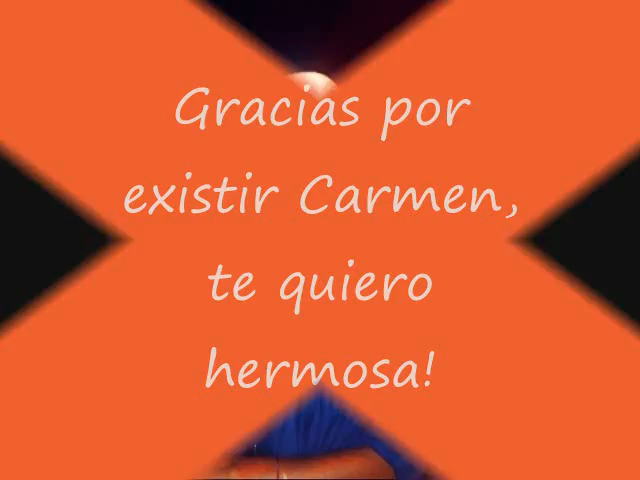 Gracias por
existir Carmen,
te quiero
hermosa!